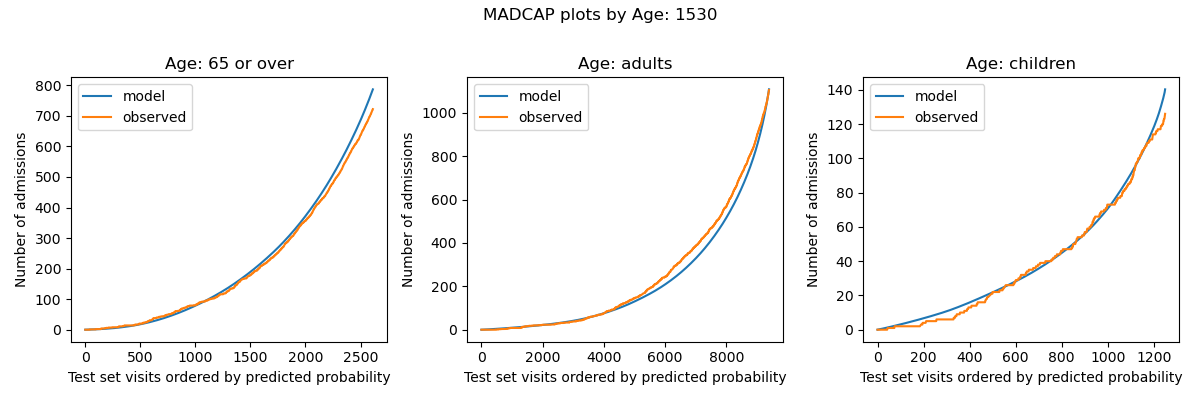 MADCAP plots by Age: 1530
Age: 65 or over
model
observed
Number of admissions
800
700
600
500
400
300
200
100
0
0 500 1000 1500 2000 2500
Test set visits ordered by predicted probability
Age: adults
model
observed
Number of admissions
1000
800
600
400
200
0
0 2000 4000 6000 8000
Test set visits ordered by predicted probability
Age: children
model
observed
Number of admissions
140
120
100
80
60
40
20
0
0 200 400 600 800 1000 1200
Test set visits ordered by predicted probability